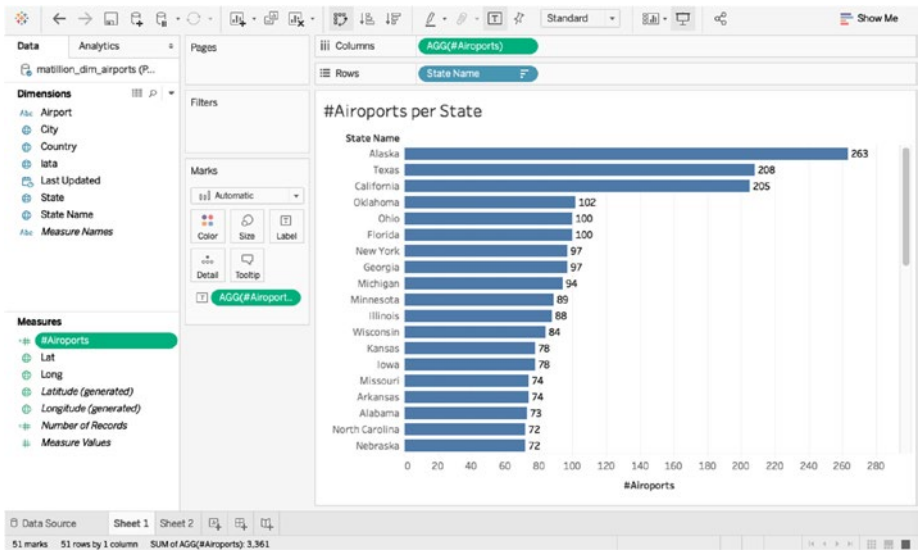 Standard
Show Me
Data
Analytics
matillion_dim_airports (P...
Dimensions
Abc Airport
City
Country
Iata
Last Updated
State
State Name
Abc Measure Names
Measures
#Airoports
Lat
Long
Latitude (generated)
Longitude (generated)
Number of Records
Measure Values
Pages
Filters
Marks
Automatic
Color
Size
Label
Detail
Tooltip
AGG(#Airoport..
Columns
AGG(#Airoports)
Rows
State Name
#Airoports per State
State Name
Alaska 263
Texas 208
California 205
Oklahoma 102
Ohio 100
Florida 100
New York 97
Georgia 97
Michigan 94
Minnesota 89
Illinois 88
Wisconsin 84
Kansas 78
Iowa 78
Missouri 74
Arkansas 74
Alabama 73
North Carolina 72
Nebraska 72
0 20 40 60 80 100 120 140 160 180 200 220 240 260 280
#Airoports
Data Source
Sheet 1
Sheet 2
51 marks 51 rows by 1 column SUM of AGG(#Airoports): 3,361